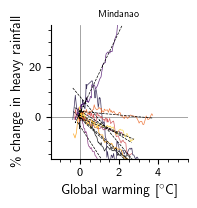 Mindanao
% change in heavy rainfall
20
0
0 2 4
Global warming [°C]